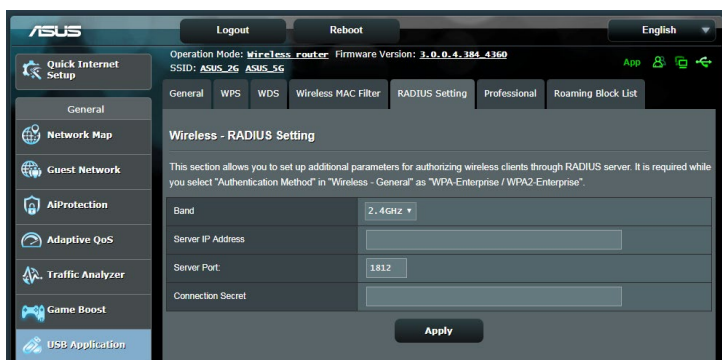 ASUS
Logout
Reboot
English
Quick Internet Setup
Operation Mode: Wireless router Firmware Version: 3.0.0.4.384_4360
SSID: ASUS_2G ASUS_5G
App
General WPS WDS Wireless MAC Filter RADIUS Setting Professional Roaming Block List
General
Network Map
Guest Network
AiProtection
Adaptive QoS
Traffic Analyzer
Game Boost
USB Application
Wireless - RADIUS Setting
This section allows you to set up additional parameters for authorizing wireless clients through RADIUS server. It is required while
you select "Authentication Method" in "Wireless - General" as "WPA-Enterprise / WPA2-Enterprise".
Band 2.4GHz
Server IP Address
Server Port: 1812
Connection Secret
Apply